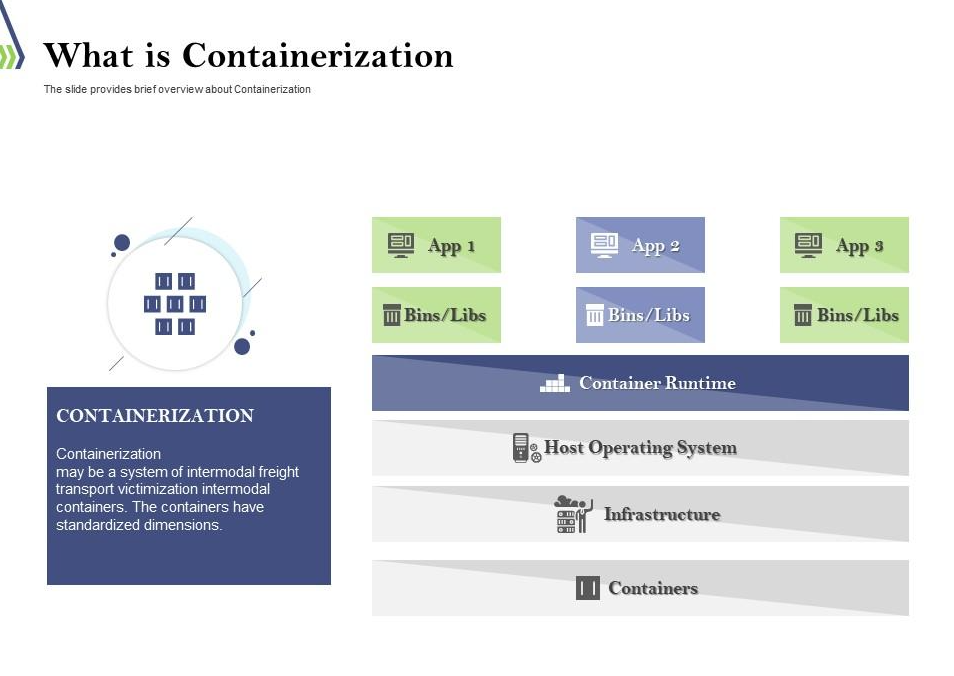 What is Containerization
The slide provides brief overview about Containerization
App 1
App 2
App 3
Bins/Libs
Bins/Libs
Bins/Libs
Container Runtime
Host Operating System
Infrastructure
Containers
CONTAINERIZATION
Containerization
may be a system of intermodal freight
transport victimization intermodal
containers. The containers have
standardized dimensions.